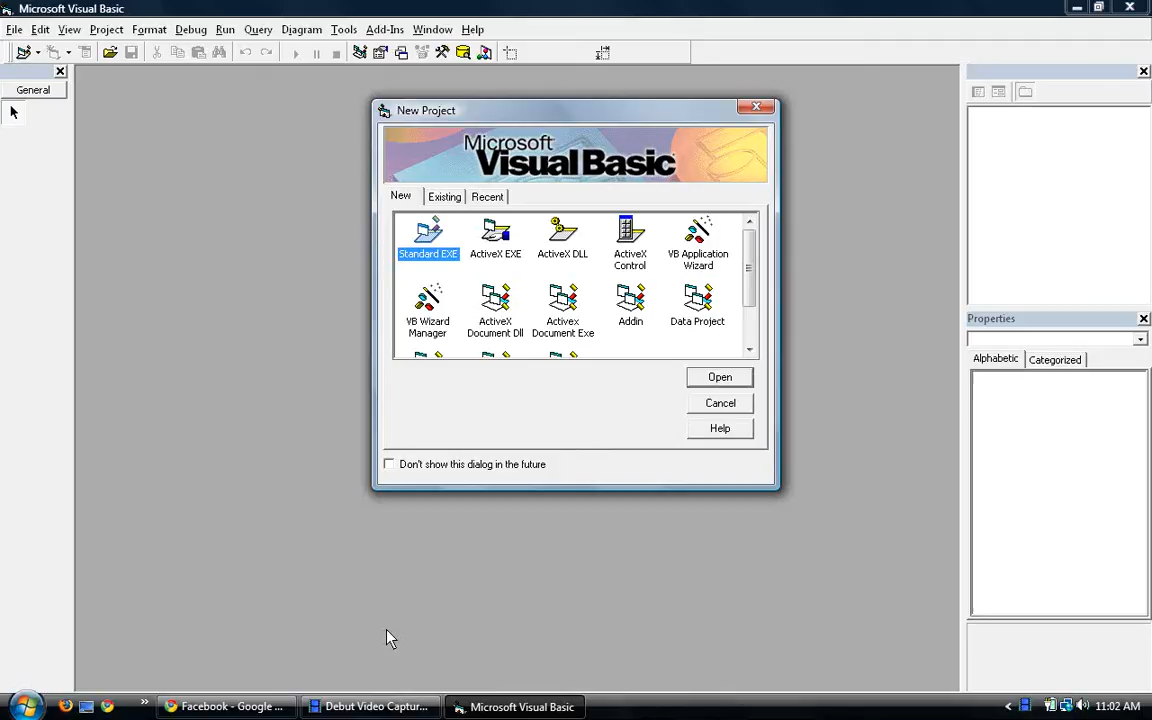 Microsoft Visual Basic
File Edit View Project Format Debug Run Query Diagram Tools Add-Ins Window Help
General
New Project
Microsoft
Visual Basic
New Existing Recent
Standard EXE ActiveX EXE ActiveX DLL ActiveX Control VB Application Wizard
VB Wizard Manager ActiveX Document Dll Activex Document Exe Addin Data Project
Open
Cancel
Help
Don't show this dialog in the future
Properties
Alphabetic Categorized
Facebook - Google ... Debut Video Captur... Microsoft Visual Basic 11:02 AM